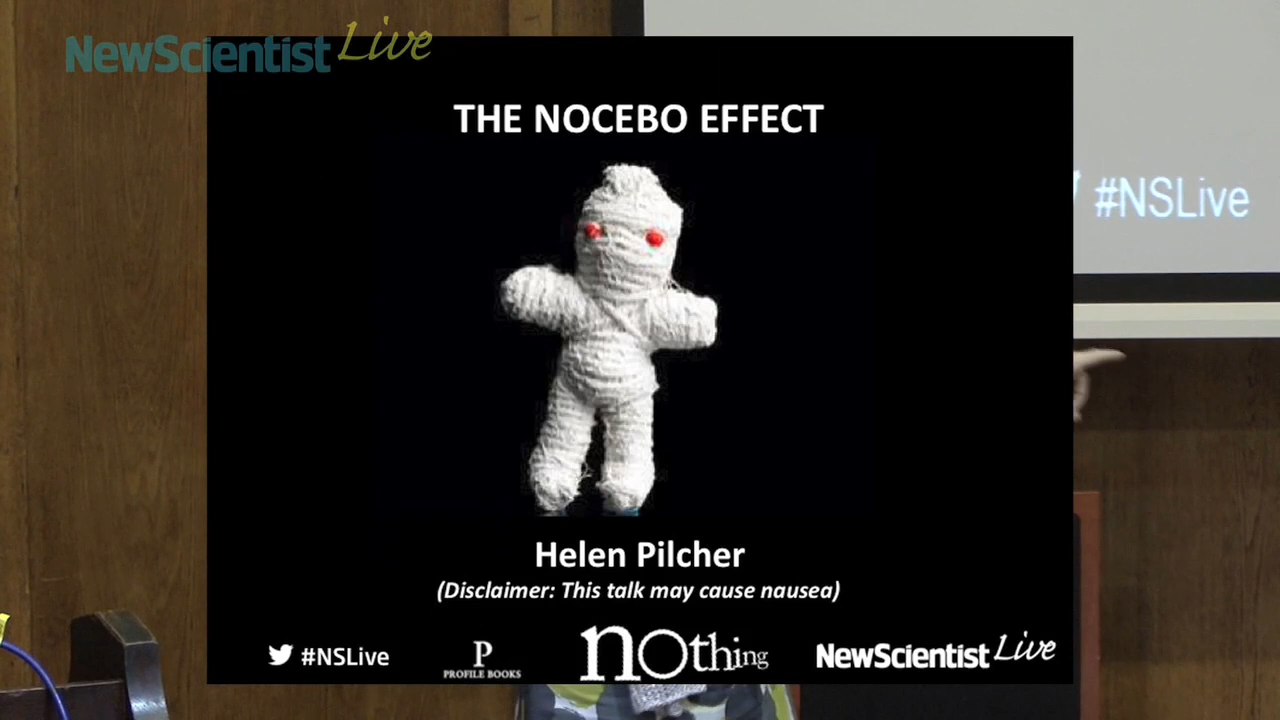 NewScientist Live
THE NOCEBO EFFECT
#NSLive
Helen Pilcher
(Disclaimer: This talk may cause nausea)
#NSLive
P
PROFILE BOOKS
nothing
NewScientist Live